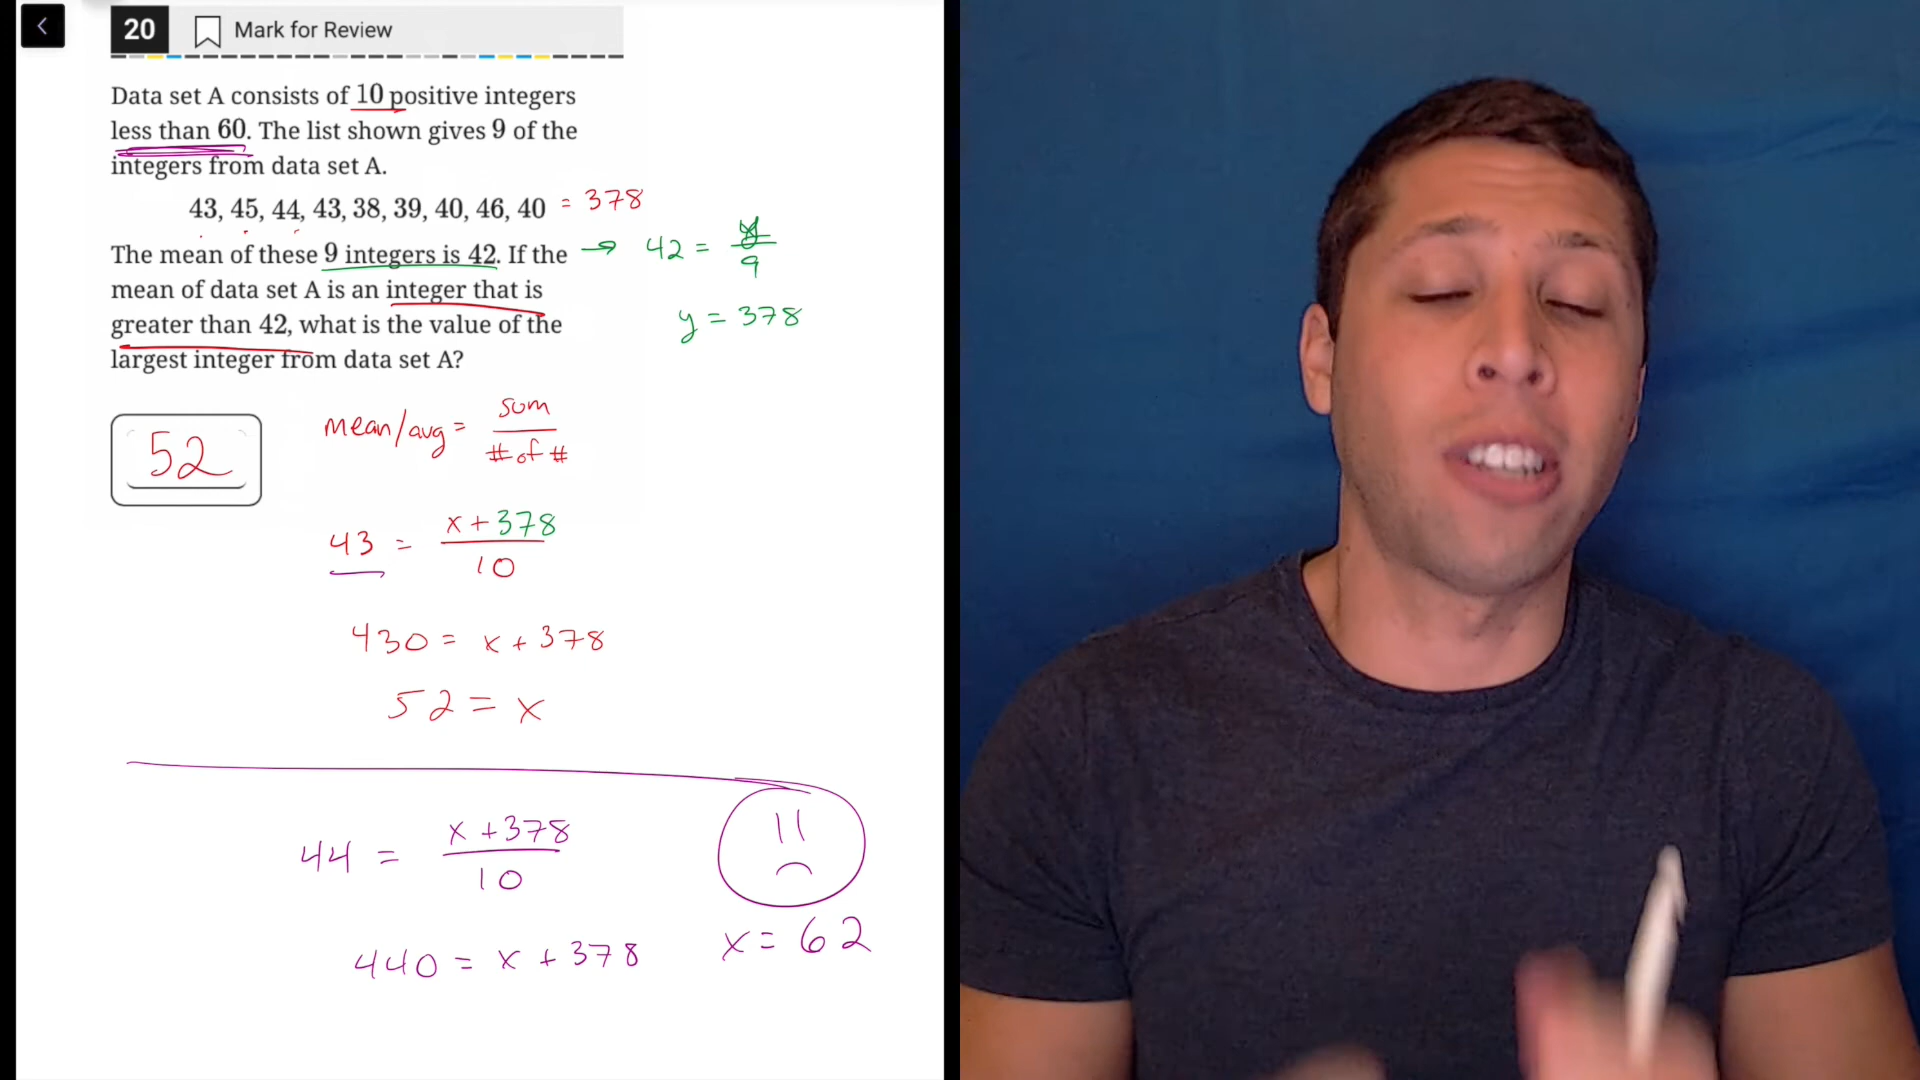 20 Mark for Review
Data set A consists of 10 positive integers
less than 60. The list shown gives 9 of the
integers from data set A.
43, 45, 44, 43, 38, 39, 40, 46, 40 = 378
The mean of these 9 integers is 42. If the → 42 = y/9
mean of data set A is an integer that is
greater than 42, what is the value of the y = 378
largest integer from data set A?
52
mean/avg = sum / # of #
43 = x + 378 / 10
430 = x + 378
52 = x
44 = x + 378 / 10
440 = x + 378
x = 62